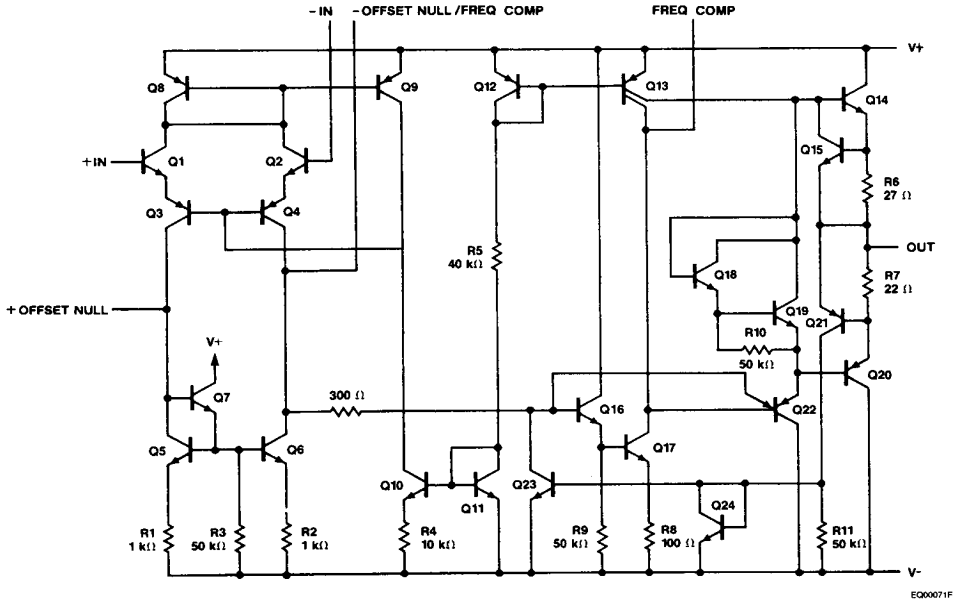 -IN
-OFFSET NULL/FREQ COMP
FREQ COMP
V+
Q8
Q9
Q12
Q13
Q14
+IN
Q1
Q2
Q15
R6
27 Ω
Q3
Q4
OUT
R5
40 kΩ
R7
22 Ω
Q18
+OFFSET NULL
Q19
Q21
R10
50 kΩ
V+
Q20
Q7
300 Ω
Q16
Q22
Q5
Q6
Q17
Q10
Q11
Q23
Q24
R1
1 kΩ
R3
50 kΩ
R2
1 kΩ
R4
10 kΩ
R9
50 kΩ
R8
100 Ω
R11
50 kΩ
V-
EQ00071F